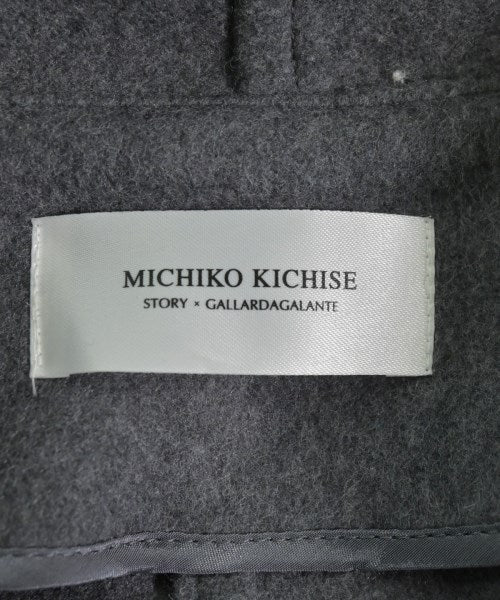 MICHIKO KICHISE
STORY × GALLARDAGALANTE